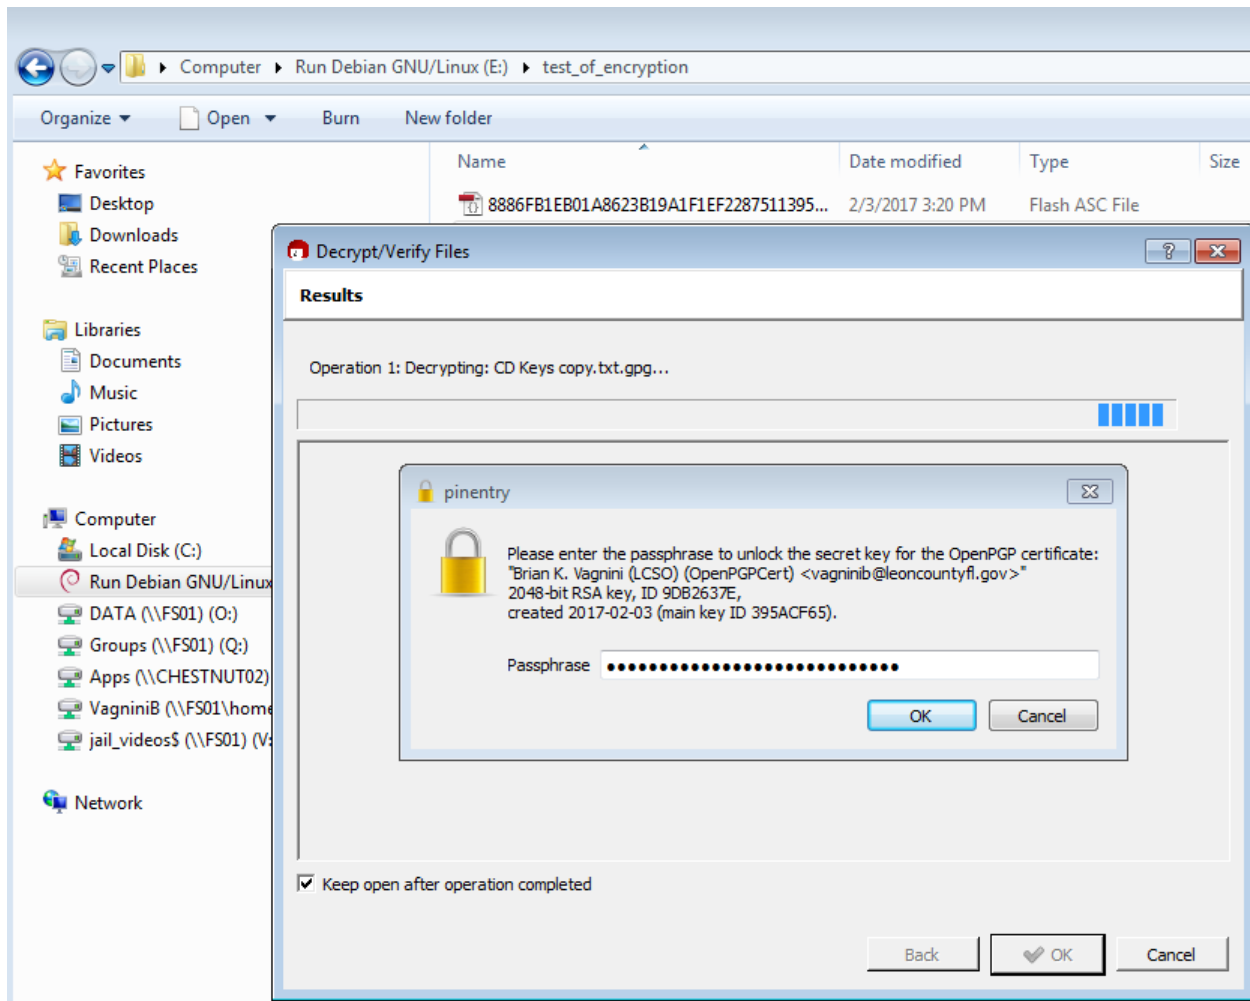 Computer Run Debian GNU/Linux (E:) test_of_encryption
Organize Open Burn New folder
Name Date modified Type Size
8886FB1EB01A8623B19A1F1EF2287511395... 2/3/2017 3:20 PM Flash ASC File
Favorites
Desktop
Downloads
Recent Places
Libraries
Documents
Music
Pictures
Videos
Computer
Local Disk (C:)
Run Debian GNU/Linux
DATA (\\FS01) (O:)
Groups (\\FS01) (Q:)
Apps (\\CHESTNUT02)
VagniniB (\\FS01\home
jail_videos$ (\\FS01) (V:
Network
Decrypt/Verify Files
Results
Operation 1: Decrypting: CD Keys copy.txt.gpg...
pinentry
Please enter the passphrase to unlock the secret key for the OpenPGP certificate:
"Brian K. Vagnini (LCSO) (OpenPGPCert) <vagninib@leoncountyfl.gov>"
2048-bit RSA key, ID 9DB2637E,
created 2017-02-03 (main key ID 395ACF65).
Passphrase
OK Cancel
Keep open after operation completed
Back OK Cancel